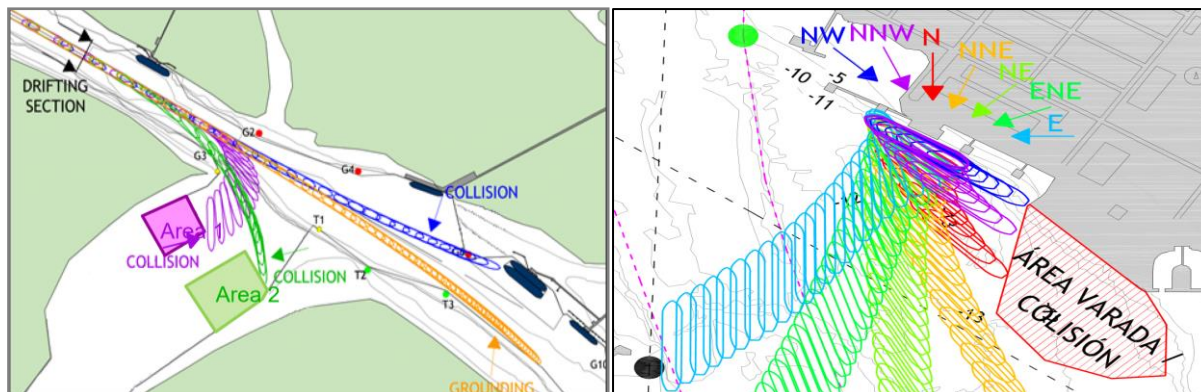 DRIFTING
SECTION
G2
G3
G4
COLLISION
Area 1
COLLISION
T1
COLLISION
Area 2
T2
T3
GROUNDING
G10
NW
NNW
N
NNE
NE
ENE
E
-5
-10
-11
-13
ÁREA VARADA /
COLISIÓN